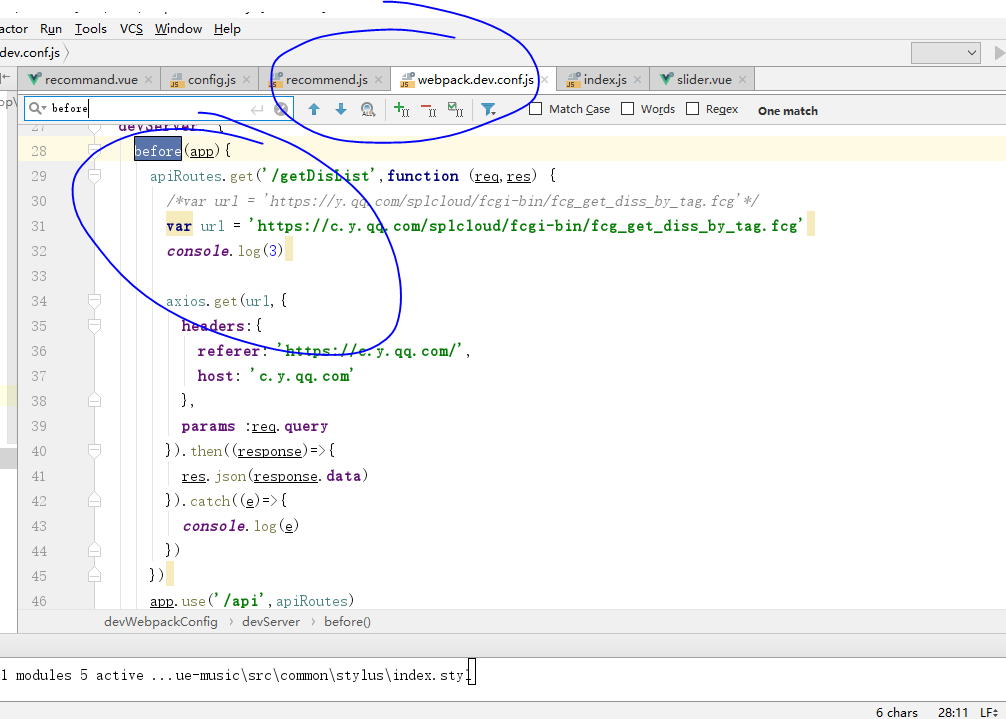 actor Run Tools VCS Window Help
dev.conf.js
recommand.vue config.js recommend.js webpack.dev.conf.js index.js slider.vue
before Match Case Words Regex One match
27 devServer: {
28 before(app){
29 apiRoutes.get('/getDisList',function (req,res) {
30 /*var url = 'https://y.qq.com/splcloud/fcgi-bin/fcg_get_diss_by_tag.fcg'*/
31 var url = 'https://c.y.qq.com/splcloud/fcgi-bin/fcg_get_diss_by_tag.fcg'
32 console.log(3)
33
34 axios.get(url,{
35 headers:{
36 referer: 'https://c.y.qq.com/',
37 host: 'c.y.qq.com'
38 },
39 params :req.query
40 }).then((response)=>{
41 res.json(response.data)
42 }).catch((e)=>{
43 console.log(e)
44 })
45 })
46 app.use('/api',apiRoutes)
devWebpackConfig › devServer › before()
1 modules 5 active ...ue-music\src\common\stylus\index.styl
6 chars 28:11 LF